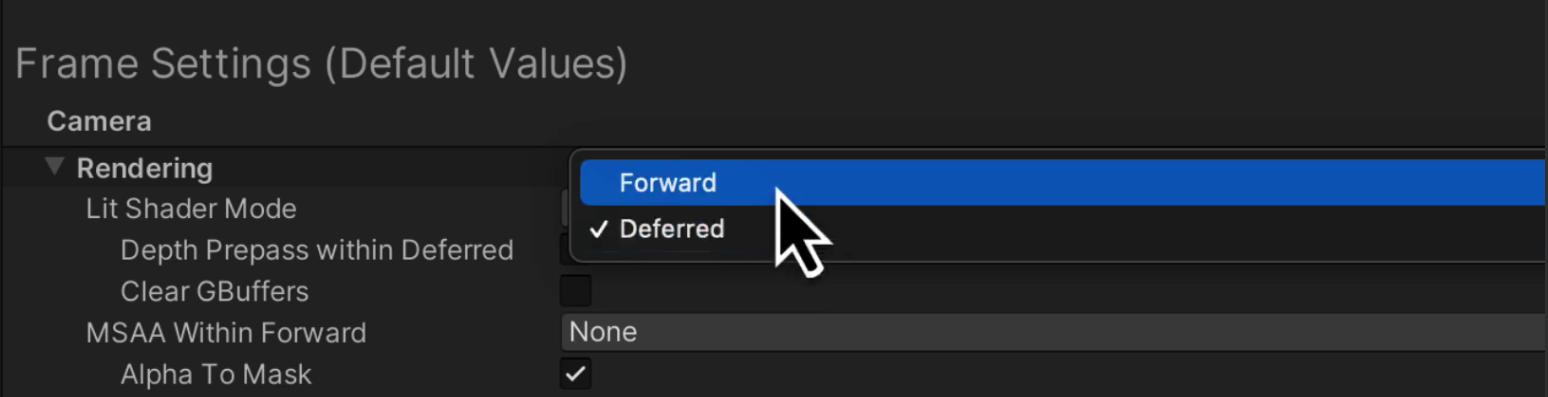 Frame Settings (Default Values)
Camera
Rendering
Forward
Lit Shader Mode
Deferred
Depth Prepass within Deferred
Clear GBuffers
MSAA Within Forward
None
Alpha To Mask